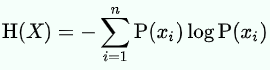 H(X) = − ∑_{i=1}^{n} P(x_i) log P(x_i)